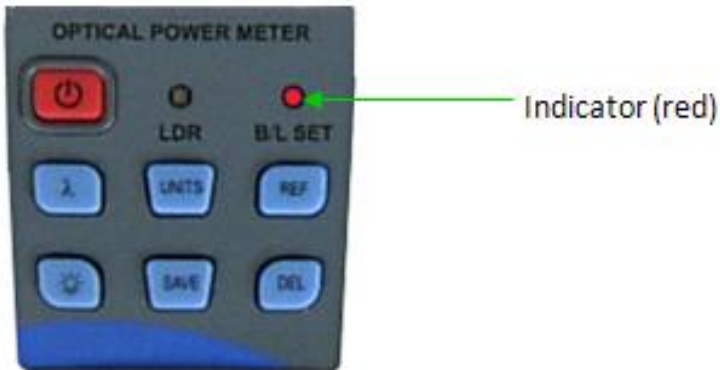 OPTICAL POWER METER
LDR B/L SET
Indicator (red)
λ UNITS REF
SAVE DEL